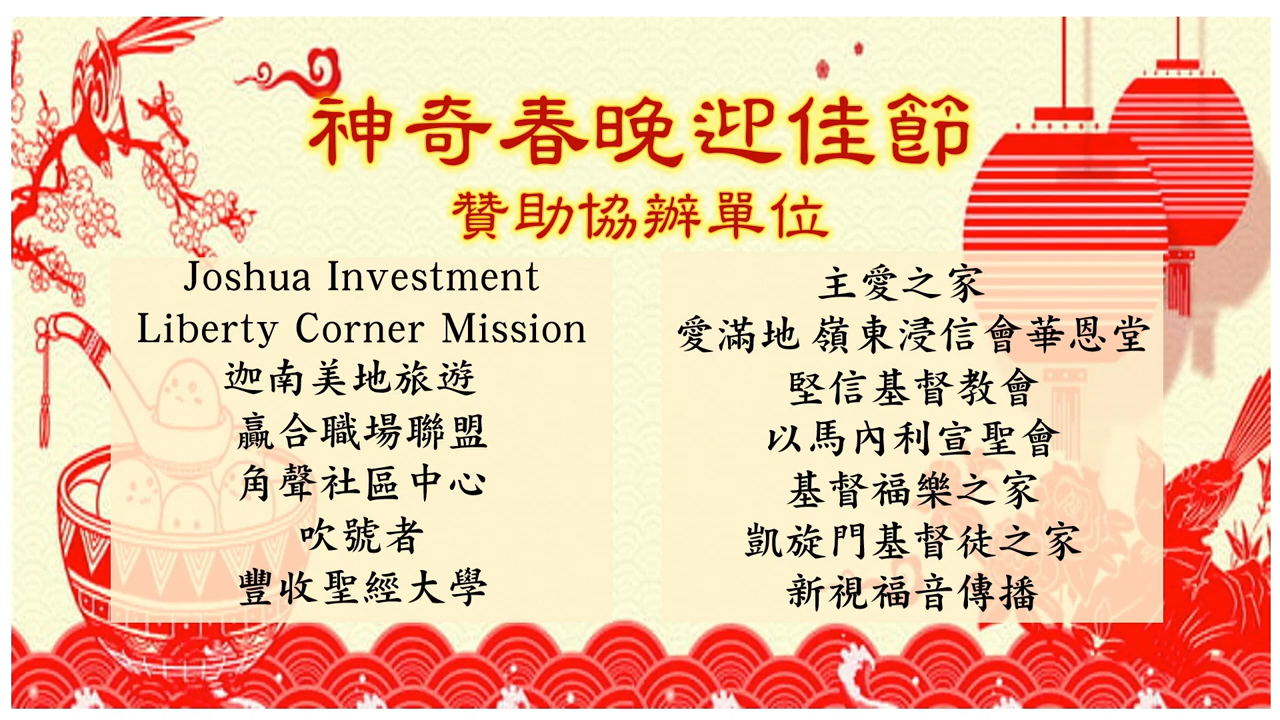 神奇春晚迎佳節
贊助協辦單位
Joshua Investment
Liberty Corner Mission
迦南美地旅遊
贏合職場聯盟
角聲社區中心
吹號者
豐收聖經大學
主愛之家
愛滿地 嶺東浸信會華恩堂
堅信基督教會
以馬內利宣聖會
基督福樂之家
凱旋門基督徒之家
新視福音傳播